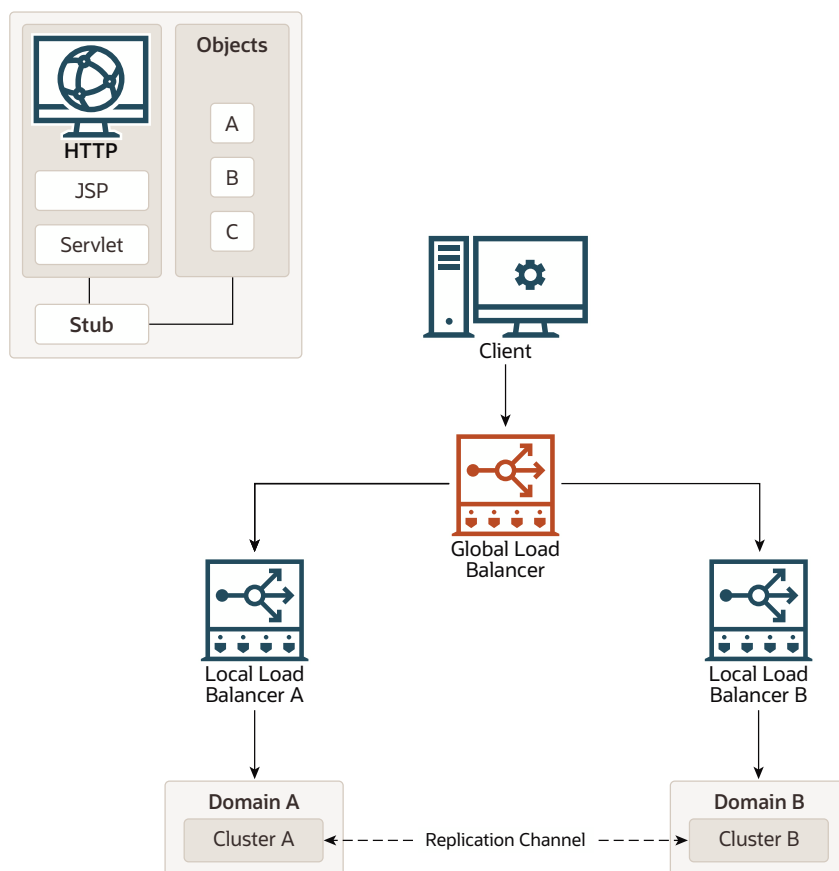 Objects
HTTP
JSP
Servlet
A
B
C
Stub
Client
Global Load
Balancer
Local Load
Balancer A
Local Load
Balancer B
Domain A
Cluster A
Replication Channel
Domain B
Cluster B